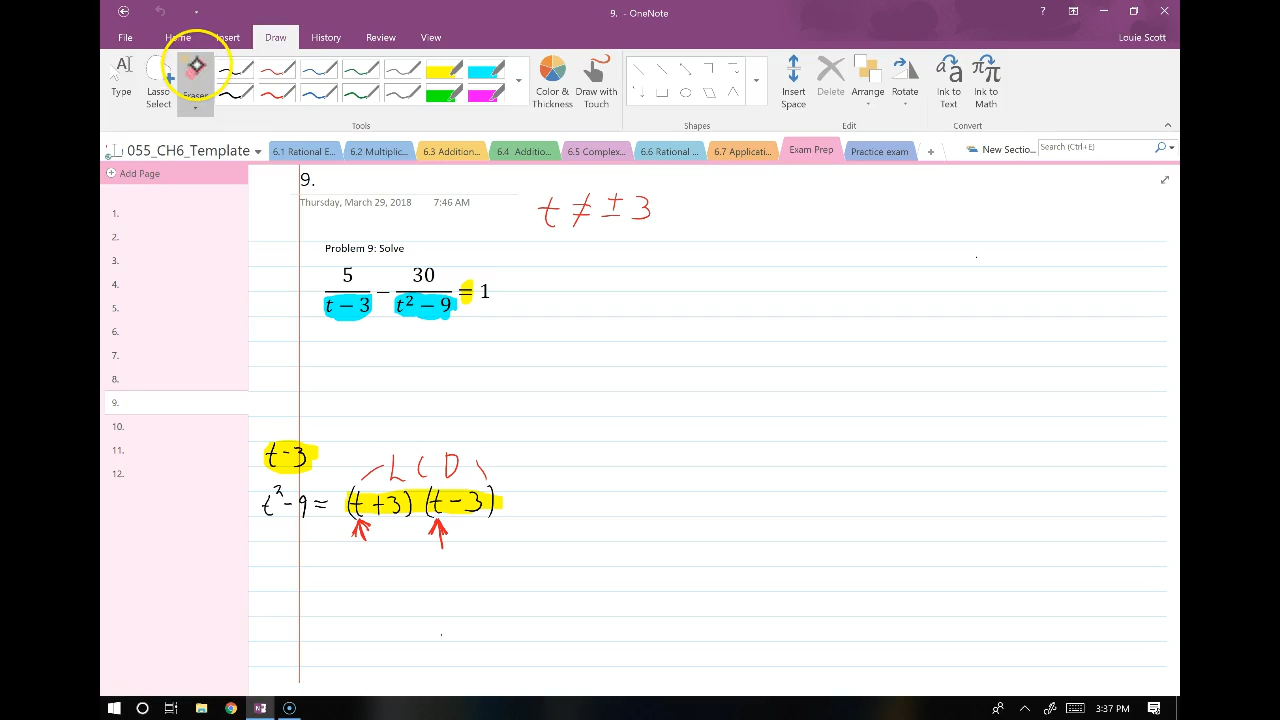 9. - OneNote
?
File Home Insert Draw History Review View
Louie Scott
Type Lasso Select Eraser
Color & Thickness
Draw with Touch
Insert Space
Delete Arrange Rotate
Ink to Text
Ink to Math
Tools Shapes Edit Convert
055_CH6_Template
6.1 Rational E... 6.2 Multiplic... 6.3 Addition... 6.4 Additio... 6.5 Complex... 6.6 Rational ... 6.7 Applicati... Exam Prep Practice exam +
New Sectio...
Search (Ctrl+E)
Add Page
1.
2.
3.
4.
5.
6.
7.
8.
9.
10.
11.
12.
9.
Thursday, March 29, 2018 7:46 AM
t ≠ ± 3
Problem 9: Solve
5/(t − 3) − 30/(t² − 9) = 1
t - 3
L C D
t² - 9 = (t + 3) (t - 3)
3:37 PM